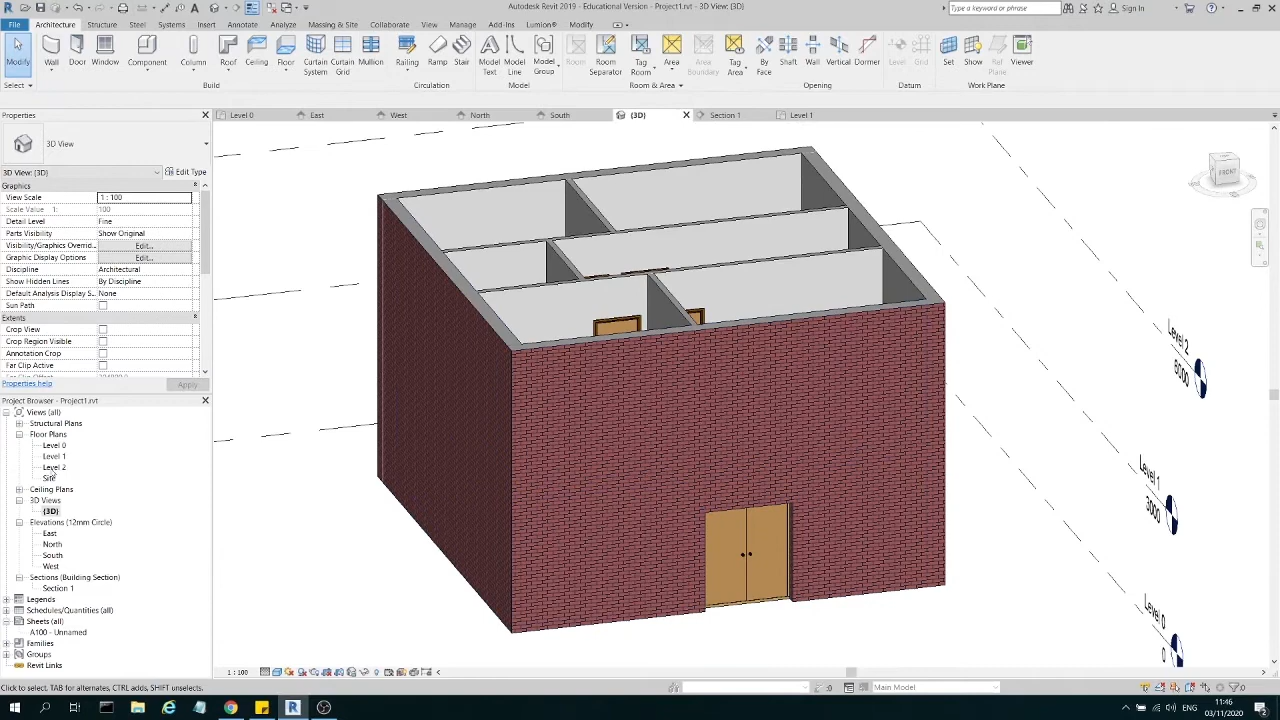 Autodesk Revit 2019 - Educational Version - Project1.rvt - 3D View: {3D}
Type a keyword or phrase
Sign In
File Architecture Structure Steel Systems Insert Annotate Analyze Massing & Site Collaborate View Manage Add-Ins Lumion® Modify
Modify Wall Door Window Component Column Roof Ceiling Floor Curtain System Curtain Grid Mullion Railing Ramp Stair Model Text Model Line Model Group Room Room Separator Tag Room Area Area Boundary Tag Area By Face Shaft Wall Vertical Dormer Level Grid Set Show Ref Plane Viewer
Select Build Circulation Model Room & Area Opening Datum Work Plane
Properties
Level 0 East West North South {3D} Section 1 Level 1
3D View
3D View: {3D} Edit Type
Graphics
View Scale 1 : 100
Scale Value 1: 100
Detail Level Fine
Parts Visibility Show Original
Visibility/Graphics Overrid... Edit...
Graphic Display Options Edit...
Discipline Architectural
Show Hidden Lines By Discipline
Default Analysis Display S... None
Sun Path
Extents
Crop View
Crop Region Visible
Annotation Crop
Far Clip Active
Properties help Apply
Project Browser - Project1.rvt
Views (all)
Structural Plans
Floor Plans
Level 0
Level 1
Level 2
Site
Ceiling Plans
3D Views
{3D}
Elevations (12mm Circle)
East
North
South
West
Sections (Building Section)
Section 1
Legends
Schedules/Quantities (all)
Sheets (all)
A100 - Unnamed
Families
Groups
Revit Links
FRONT
Level 2
6000
Level 1
3000
Level 0
0
1 : 100
Click to select, TAB for alternates, CTRL adds, SHIFT unselects.
:0 Main Model :0
ENG
11:46
03/11/2020
2